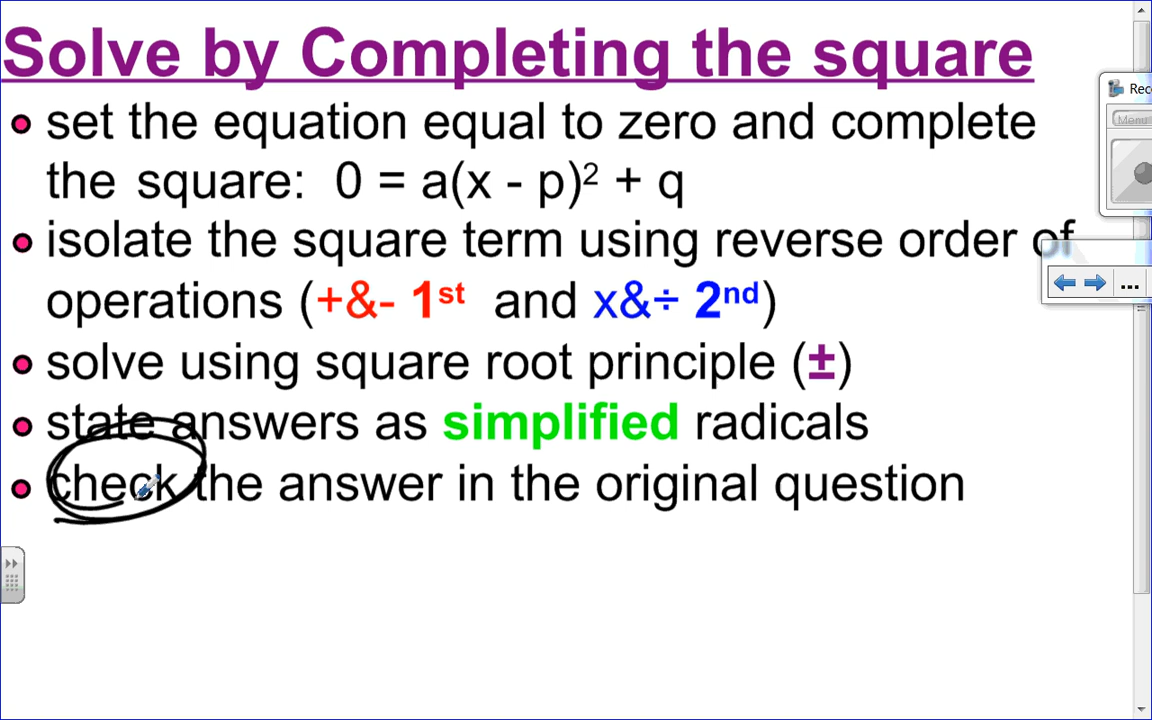 Solve by Completing the square
set the equation equal to zero and complete
the square: 0 = a(x - p)² + q
isolate the square term using reverse order of
operations (+&- 1st and x&÷ 2nd)
solve using square root principle (±)
state answers as simplified radicals
check the answer in the original question
Rec
Menu
...